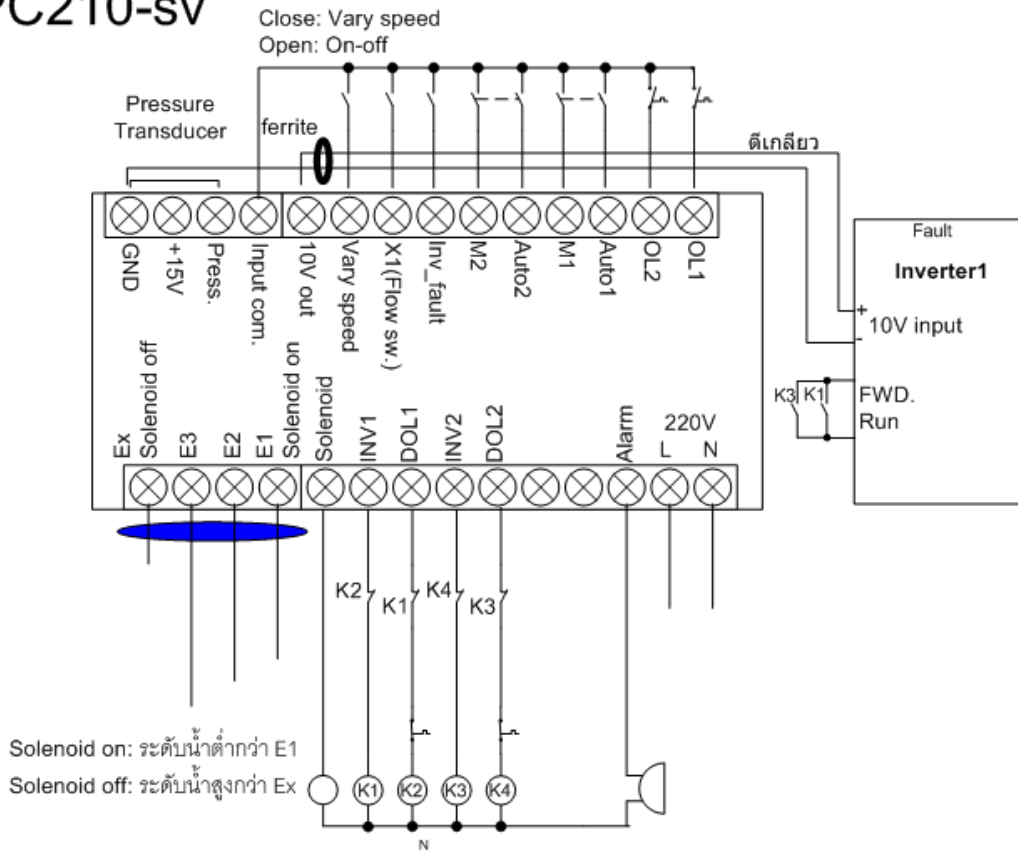 PC210-sv
Close: Vary speed
Open: On-off
Pressure
Transducer
ferrite
ตีเกลียว
GND
+15V
Press.
Input com.
10V out
Vary speed
X1(Flow sw.)
Inv_fault
M2
Auto2
M1
Auto1
OL2
OL1
Fault
Inverter1
+
10V input
-
K3
K1
FWD.
Run
Ex
Solenoid off
E3
E2
E1
Solenoid on
Solenoid
INV1
DOL1
INV2
DOL2
Alarm
220V
L
N
K2
K1
K4
K3
Solenoid on: ระดับน้ำต่ำกว่า E1
Solenoid off: ระดับน้ำสูงกว่า Ex
K1
K2
K3
K4
N